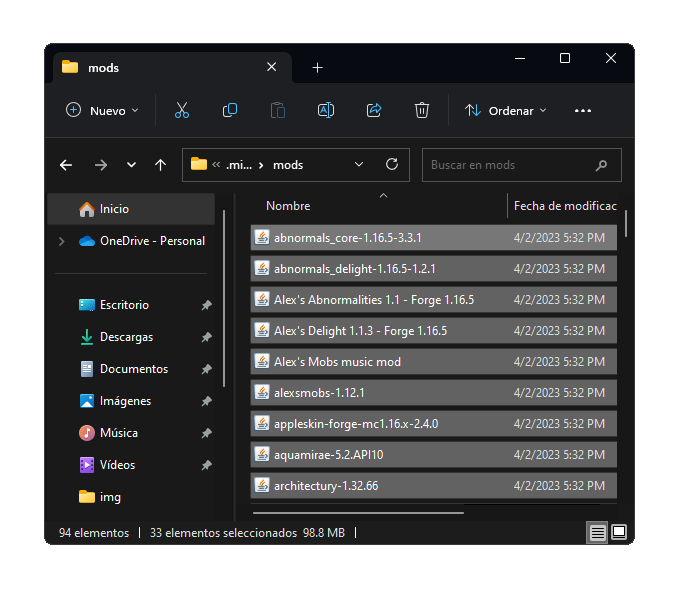 mods
Nuevo
Ordenar
« .mi... > mods
Buscar en mods
Inicio
OneDrive - Personal
Escritorio
Descargas
Documentos
Imágenes
Música
Vídeos
img
Nombre Fecha de modificac
abnormals_core-1.16.5-3.3.1 4/2/2023 5:32 PM
abnormals_delight-1.16.5-1.2.1 4/2/2023 5:32 PM
Alex's Abnormalities 1.1 - Forge 1.16.5 4/2/2023 5:32 PM
Alex's Delight 1.1.3 - Forge 1.16.5 4/2/2023 5:32 PM
Alex's Mobs music mod 4/2/2023 5:32 PM
alexsmobs-1.12.1 4/2/2023 5:32 PM
appleskin-forge-mc1.16.x-2.4.0 4/2/2023 5:32 PM
aquamirae-5.2.API10 4/2/2023 5:32 PM
architectury-1.32.66 4/2/2023 5:32 PM
94 elementos | 33 elementos seleccionados 98.8 MB |